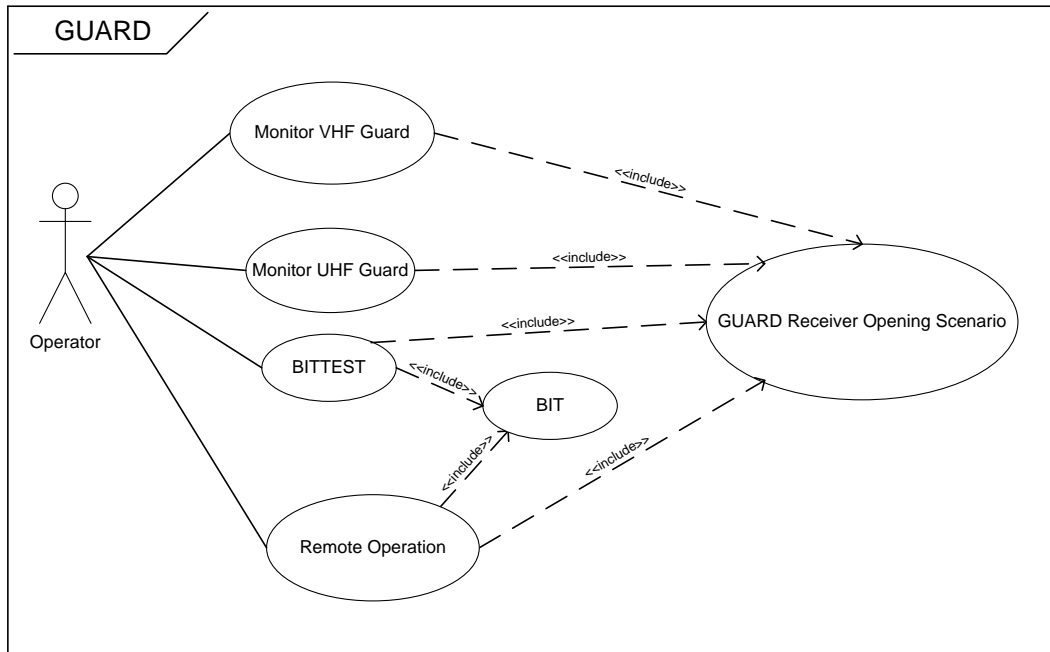 GUARD
Monitor VHF Guard
<<include>>
Monitor UHF Guard
<<include>>
GUARD Receiver Opening Scenario
<<include>>
Operator
BITTEST
<<include>>
BIT
<<include>>
<<include>>
Remote Operation